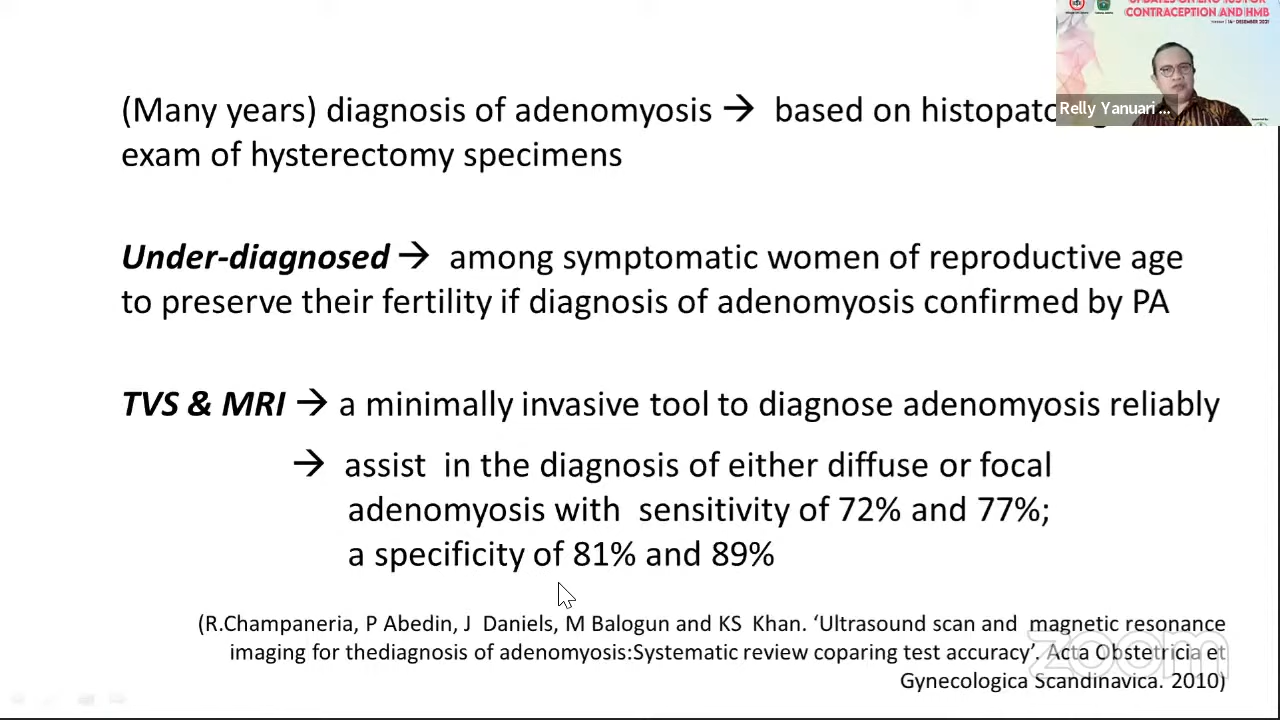 CONTRACEPTION AND HMB
Relly Yanuari ...
(Many years) diagnosis of adenomyosis → based on
exam of hysterectomy specimens
Under-diagnosed → among symptomatic women of reproductive age
to preserve their fertility if diagnosis of adenomyosis confirmed by PA
TVS & MRI → a minimally invasive tool to diagnose adenomyosis reliably
→ assist in the diagnosis of either diffuse or focal
adenomyosis with sensitivity of 72% and 77%;
a specificity of 81% and 89%
(R.Champaneria, P Abedin, J Daniels, M Balogun and KS Khan. ‘Ultrasound scan and magnetic resonance
imaging for thediagnosis of adenomyosis:Systematic review coparing test accuracy’. Acta Obstetricia et
Gynecologica Scandinavica. 2010)
zoom